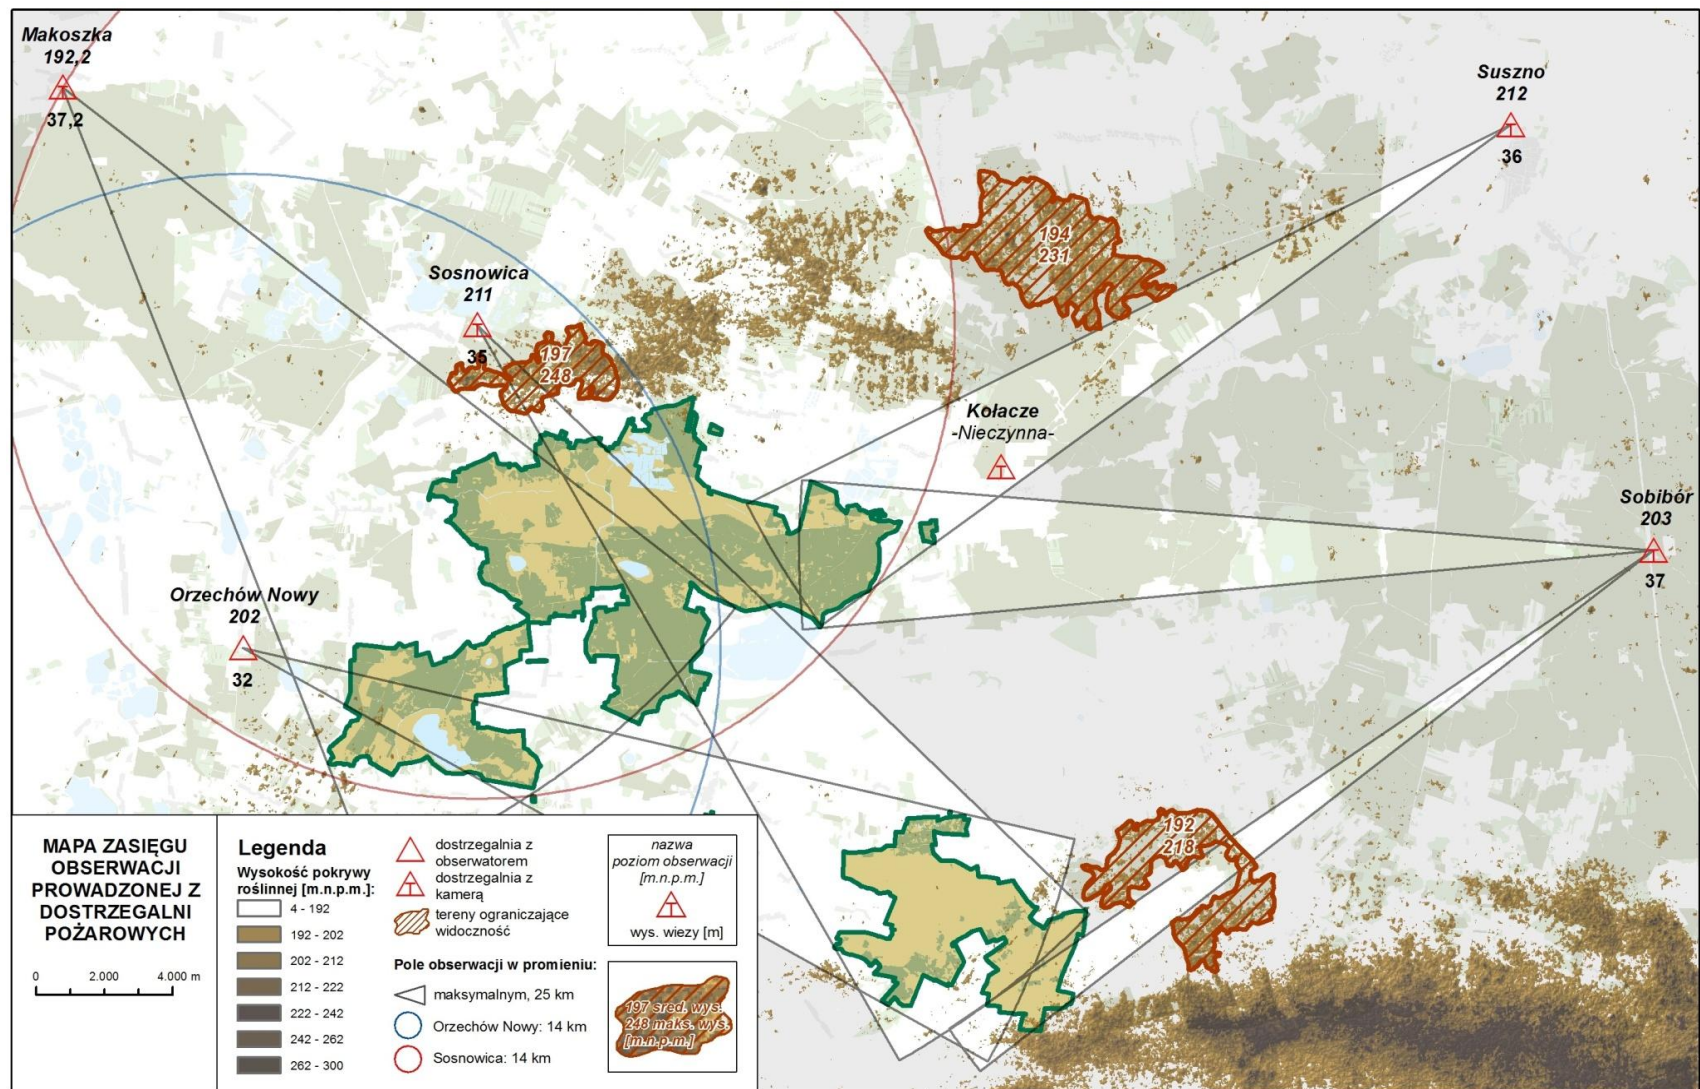 Makoszka
192,2
37,2
Suszno
212
36
194
231
Sosnowica
211
35
197
248
Kołacze
-Nieczynna-
Sobibór
203
37
Orzechów Nowy
202
32
192
218
MAPA ZASIĘGU
OBSERWACJI
PROWADZONEJ Z
DOSTRZEGALNI
POŻAROWYCH
0 2.000 4.000 m
Legenda
Wysokość pokrywy
roślinnej [m.n.p.m.]:
4 - 192
192 - 202
202 - 212
212 - 222
222 - 242
242 - 262
262 - 300
dostrzegalnia z
obserwatorem
dostrzegalnia z
kamerą
tereny ograniczające
widoczność
Pole obserwacji w promieniu:
maksymalnym, 25 km
Orzechów Nowy: 14 km
Sosnowica: 14 km
nazwa
poziom obserwacji
[m.n.p.m.]
wys. wiezy [m]
197 sred. wys.
248 maks. wys.
[m.n.p.m.]